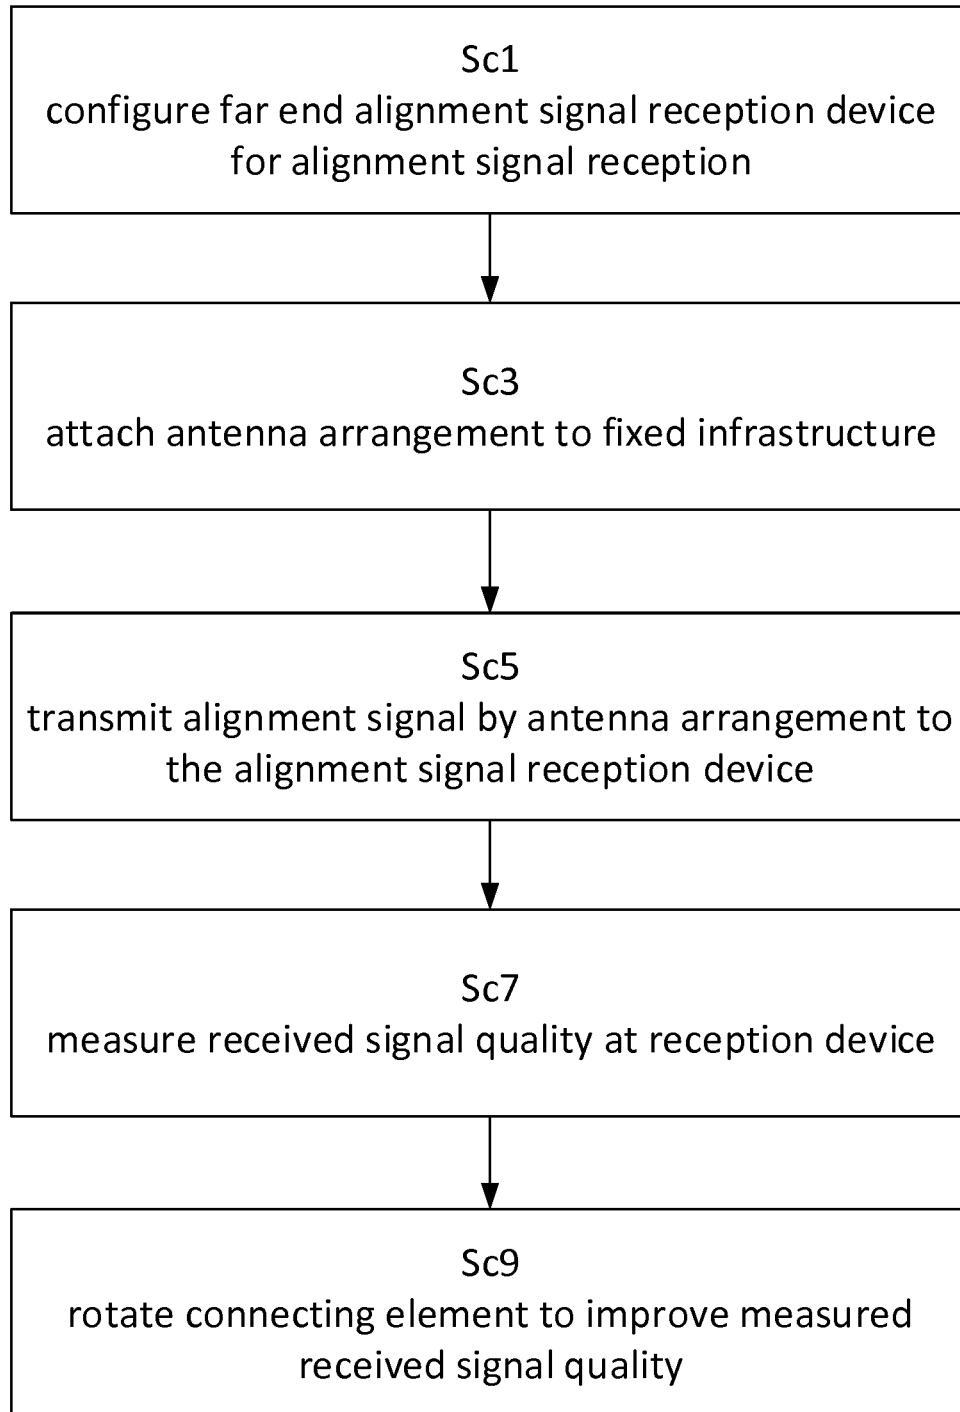 Sc1
configure far end alignment signal reception device
for alignment signal reception
Sc3
attach antenna arrangement to fixed infrastructure
Sc5
transmit alignment signal by antenna arrangement to
the alignment signal reception device
Sc7
measure received signal quality at reception device
Sc9
rotate connecting element to improve measured
received signal quality